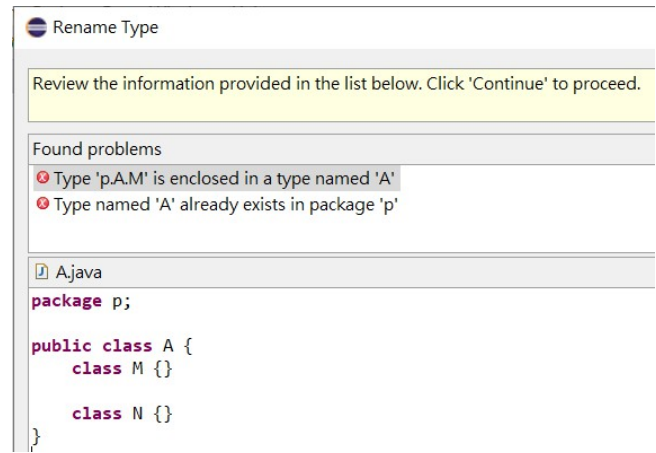 Rename Type
Review the information provided in the list below. Click 'Continue' to proceed.
Found problems
Type 'p.A.M' is enclosed in a type named 'A'
Type named 'A' already exists in package 'p'
A.java
package p;
public class A {
class M {}
class N {}
}